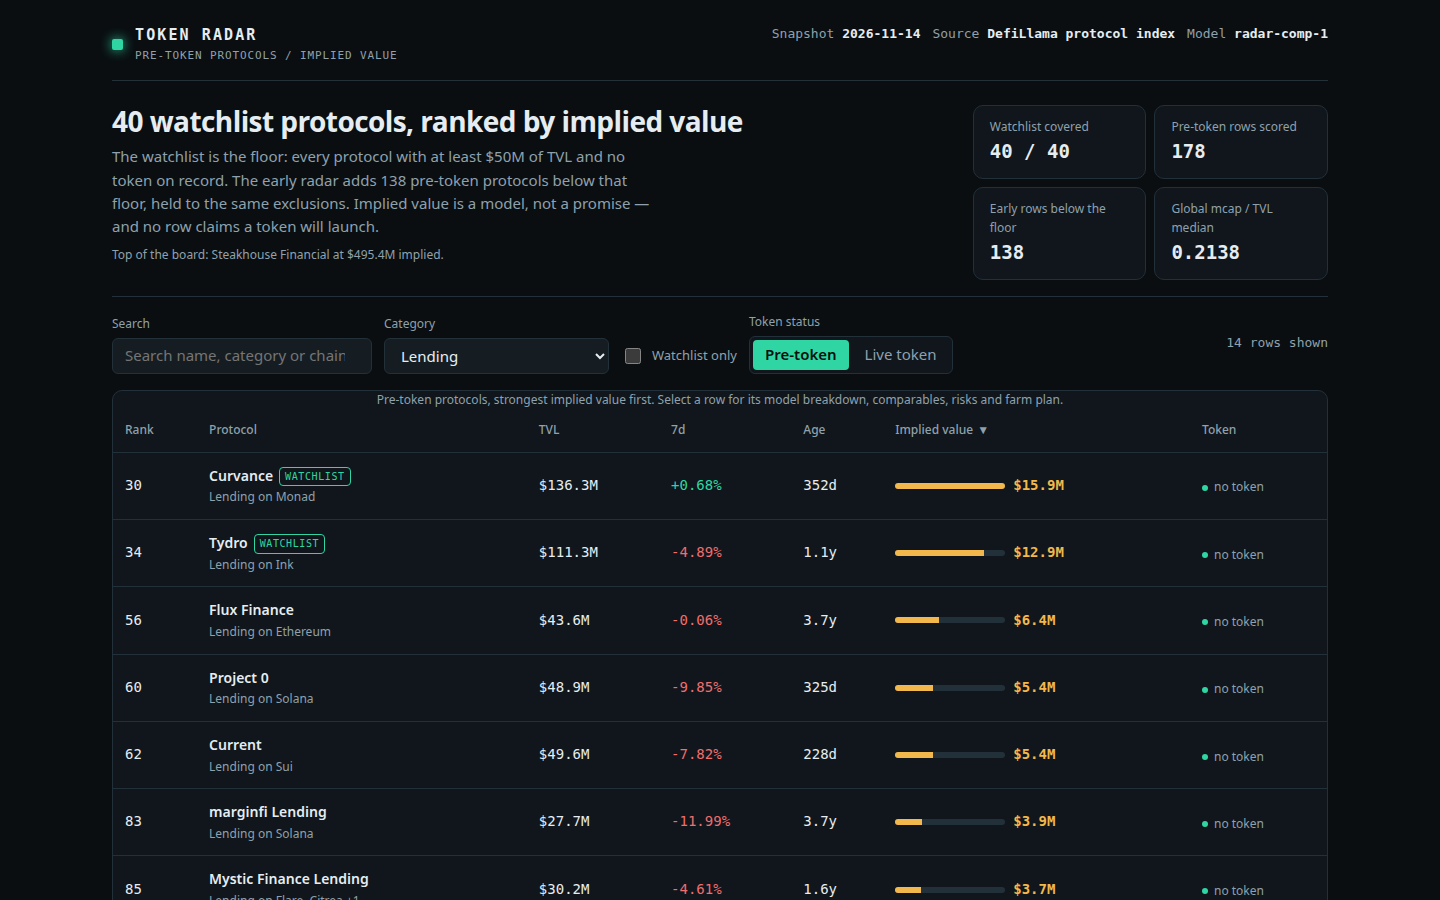 TOKEN RADAR
PRE-TOKEN PROTOCOLS / IMPLIED VALUE
Snapshot 2026-11-14 Source DefiLlama protocol index Model radar-comp-1
40 watchlist protocols, ranked by implied value
The watchlist is the floor: every protocol with at least $50M of TVL and no
token on record. The early radar adds 138 pre-token protocols below that
floor, held to the same exclusions. Implied value is a model, not a promise —
and no row claims a token will launch.
Top of the board: Steakhouse Financial at $495.4M implied.
Watchlist covered
40 / 40
Pre-token rows scored
178
Early rows below the
floor
138
Global mcap / TVL
median
0.2138
Search
Search name, category or chain
Category
Lending
Watchlist only
Token status
Pre-token Live token
14 rows shown
Pre-token protocols, strongest implied value first. Select a row for its model breakdown, comparables, risks and farm plan.
Rank Protocol TVL 7d Age Implied value ▼ Token
30 Curvance WATCHLIST $136.3M +0.68% 352d $15.9M no token
Lending on Monad
34 Tydro WATCHLIST $111.3M -4.89% 1.1y $12.9M no token
Lending on Ink
56 Flux Finance $43.6M -0.06% 3.7y $6.4M no token
Lending on Ethereum
60 Project 0 $48.9M -9.85% 325d $5.4M no token
Lending on Solana
62 Current $49.6M -7.82% 228d $5.4M no token
Lending on Sui
83 marginfi Lending $27.7M -11.99% 3.7y $3.9M no token
Lending on Solana
85 Mystic Finance Lending $30.2M -4.61% 1.6y $3.7M no token
Lending on Flare, Citrea +1